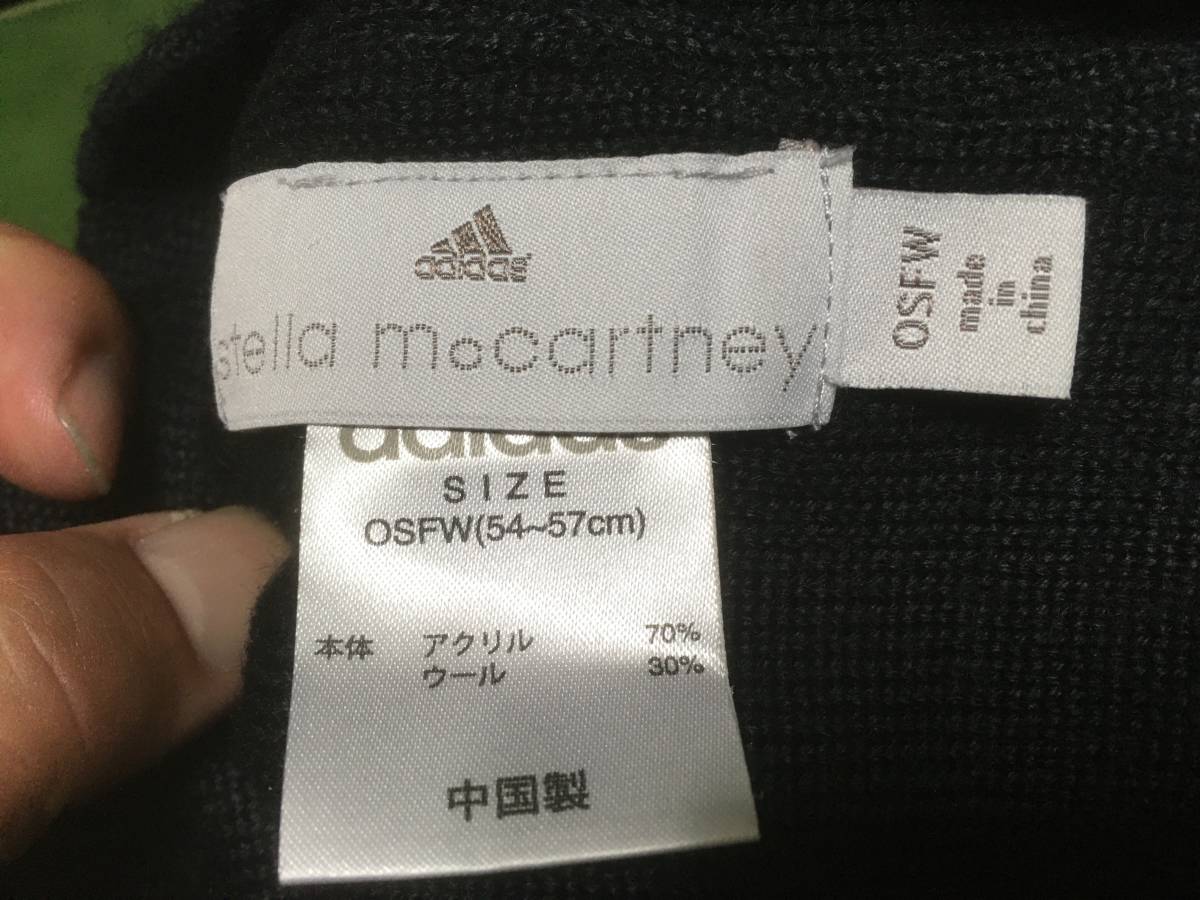 adidas
stella mccartney
OSFW
made
in
china
adidas
SIZE
OSFW(54~57cm)
本体 アクリル 70%
ウール 30%
中国製